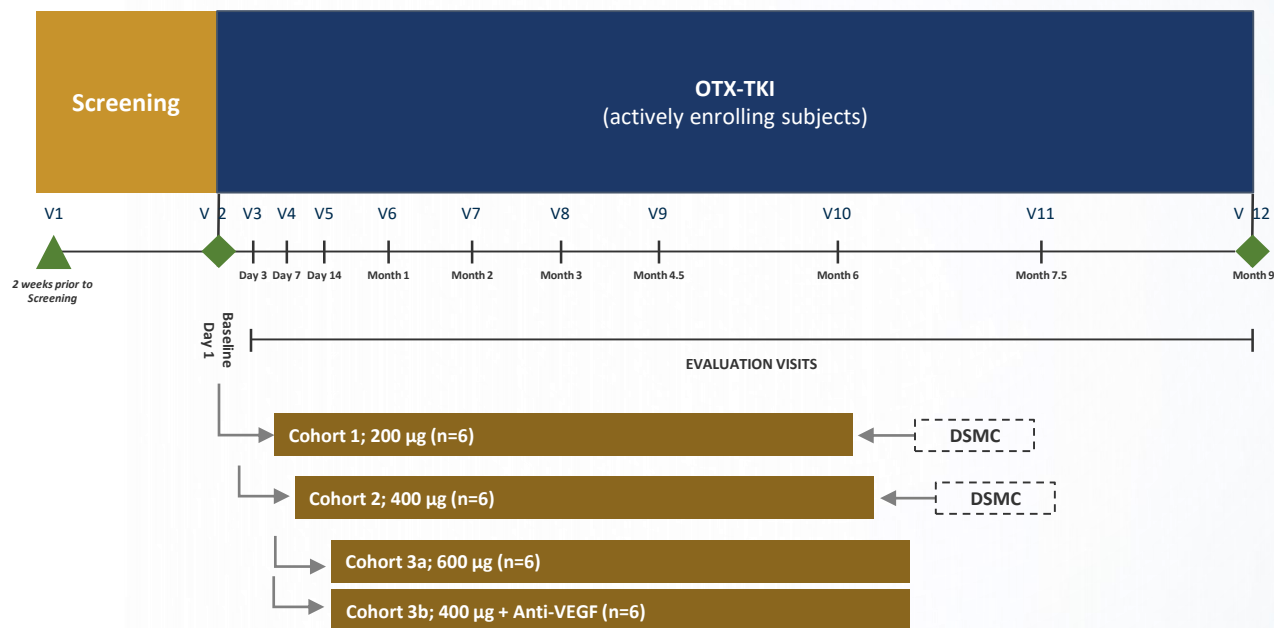 Screening
OTX-TKI
(actively enrolling subjects)
V1
V 2
V3
V4
V5
V6
V7
V8
V9
V10
V11
V 12
2 weeks prior to
Screening
Day 3
Day 7
Day 14
Month 1
Month 2
Month 3
Month 4.5
Month 6
Month 7.5
Month 9
Baseline
Day 1
EVALUATION VISITS
Cohort 1; 200 µg (n=6)
DSMC
Cohort 2; 400 µg (n=6)
DSMC
Cohort 3a; 600 µg (n=6)
Cohort 3b; 400 µg + Anti-VEGF (n=6)